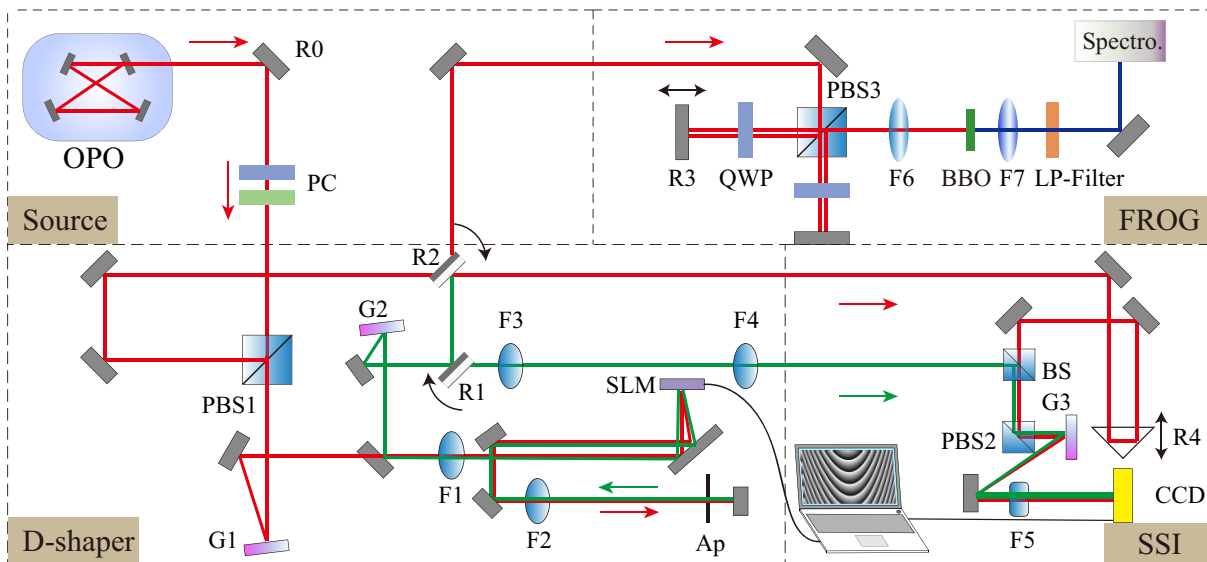 R0
OPO
PC
Source
PBS3
Spectro.
R3
QWP
F6
BBO
F7
LP-Filter
FROG
R2
G2
F3
F4
R1
SLM
PBS1
BS
G3
PBS2
R4
F1
G1
F2
Ap
F5
CCD
D-shaper
SSI